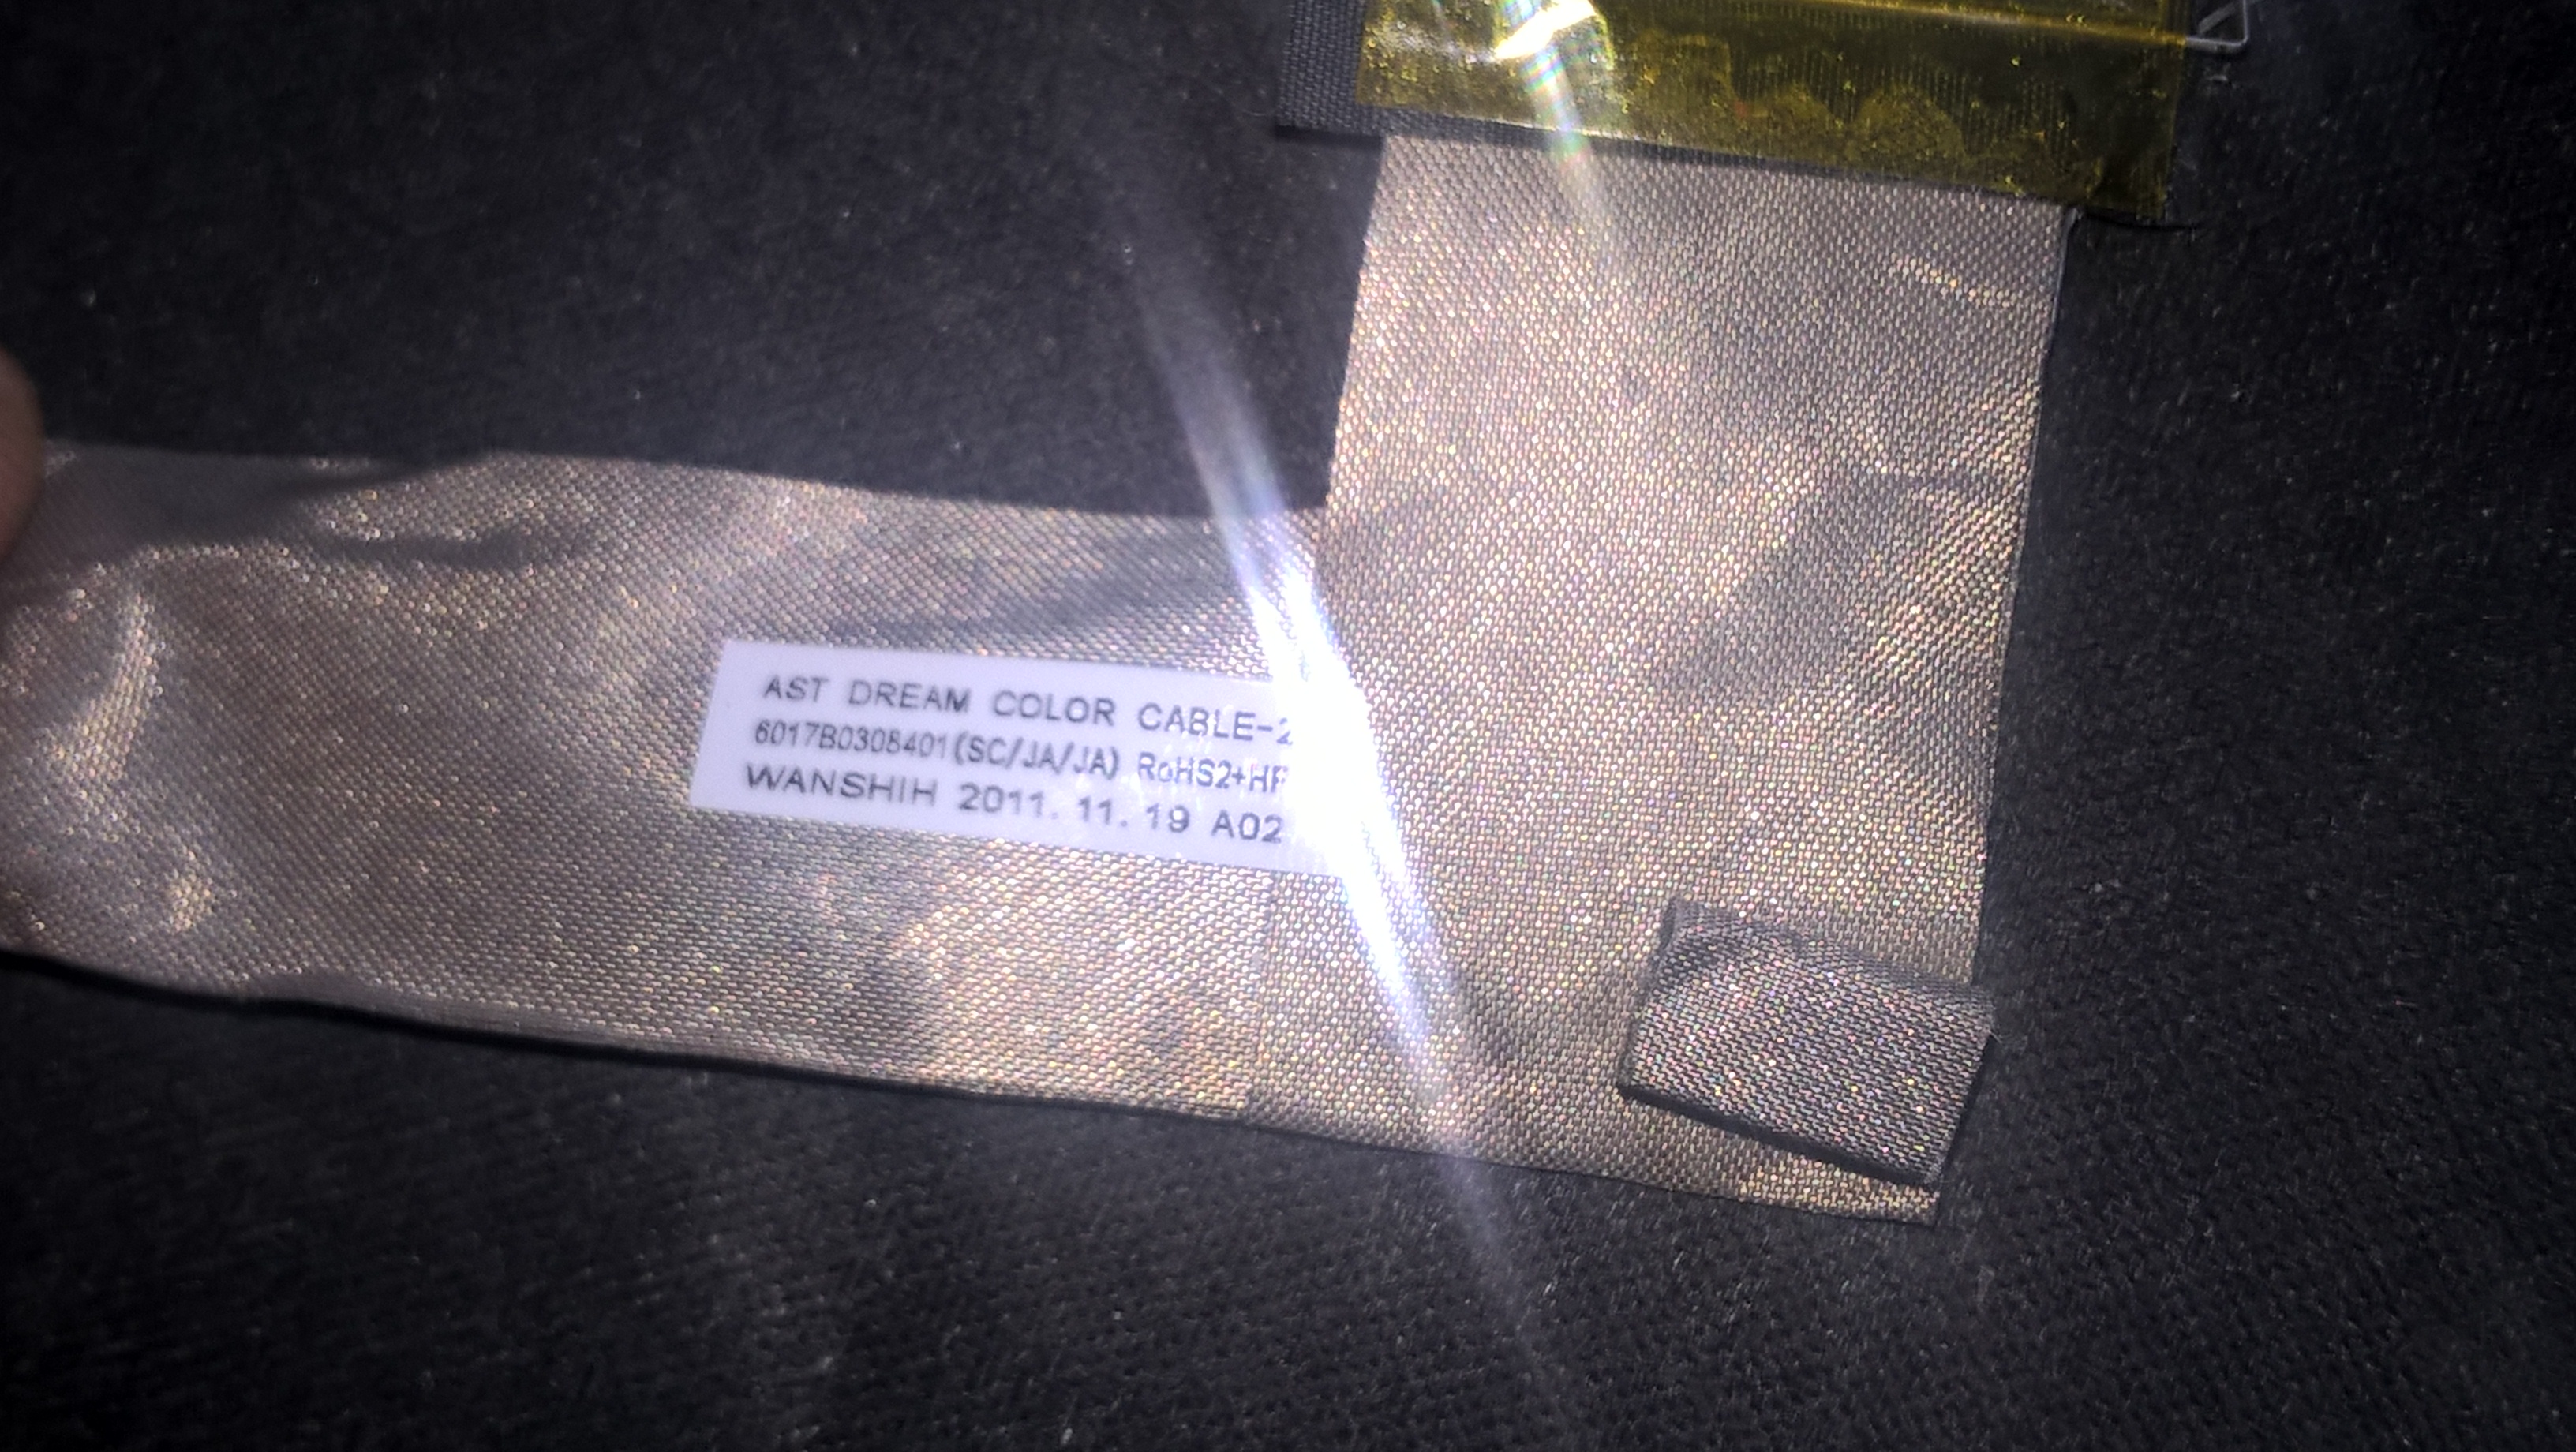 AST DREAM COLOR CABLE-2
6017B0308401(SC/JA/JA) RoHS2+HF
WANSHIH 2011. 11. 19 A02